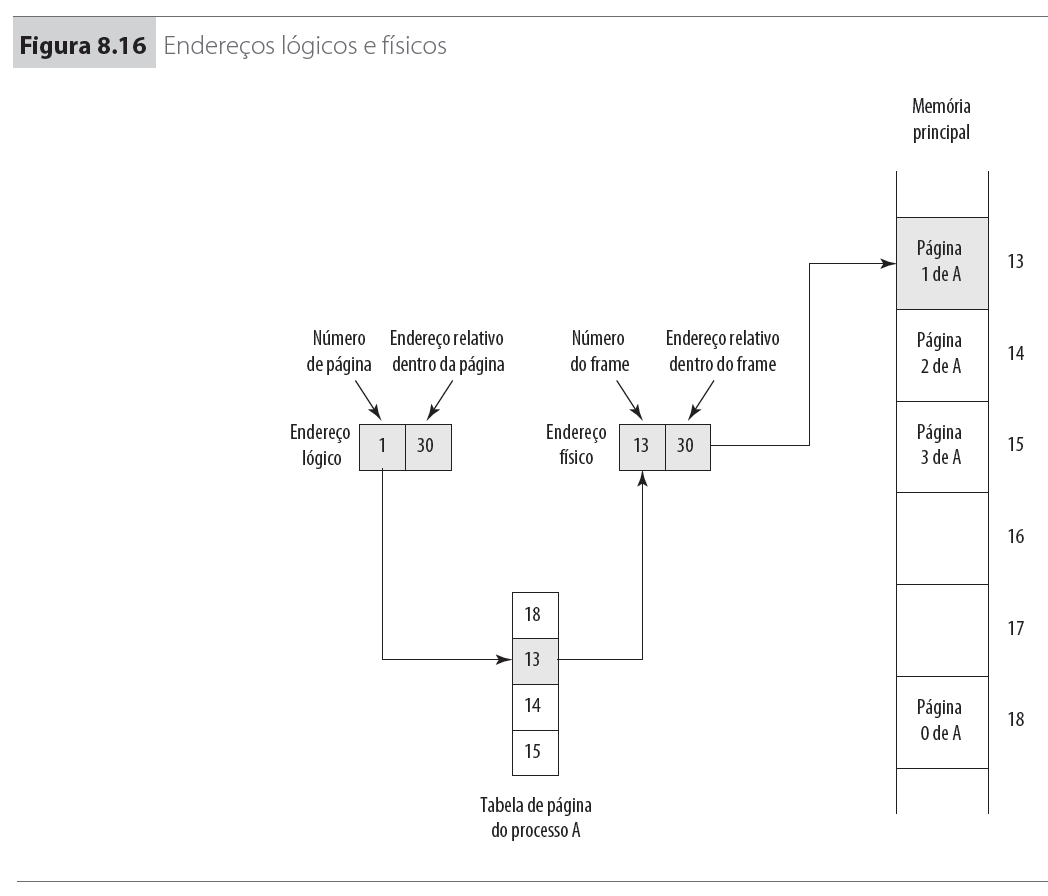 Figura 8.16 Endereços lógicos e físicos
Memória
principal
Página
1 de A
13
Página
2 de A
14
Página
3 de A
15
16
17
Página
0 de A
18
Número
de página
Endereço relativo
dentro da página
Endereço
lógico
1 30
Número
do frame
Endereço relativo
dentro do frame
Endereço
físico
13 30
18
13
14
15
Tabela de página
do processo A